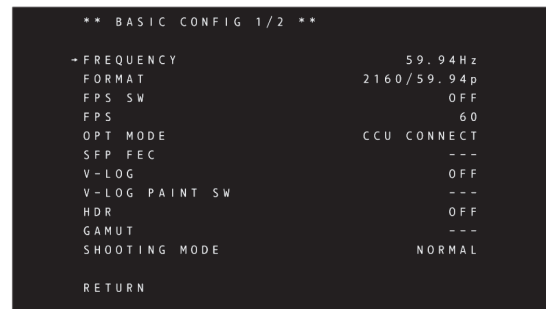 ** BASIC CONFIG 1/2 **
→FREQUENCY 59.94Hz
FORMAT 2160/59.94p
FPS SW OFF
FPS 60
OPT MODE CCU CONNECT
SFP FEC ---
V-LOG OFF
V-LOG PAINT SW ---
HDR OFF
GAMUT ---
SHOOTING MODE NORMAL
RETURN